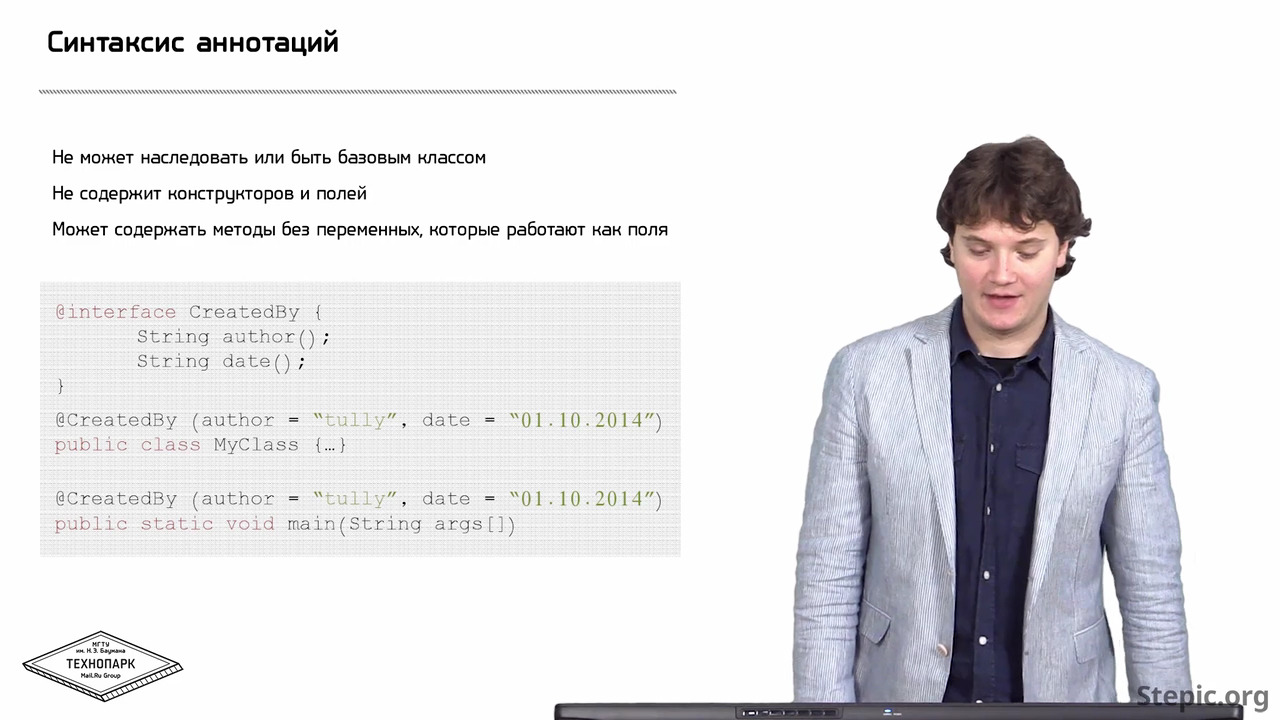 Синтаксис аннотаций
Не может наследовать или быть базовым классом
Не содержит конструкторов и полей
Может содержать методы без переменных, которые работают как поля
@interface CreatedBy {
String author();
String date();
}
@CreatedBy (author = “tully”, date = “01.10.2014”)
public class MyClass {…}
@CreatedBy (author = “tully”, date = “01.10.2014”)
public static void main(String args[])
МГТУ
им. Н.Э. Баумана
ТЕХНОПАРК
Mail.Ru Group
Stepic.org